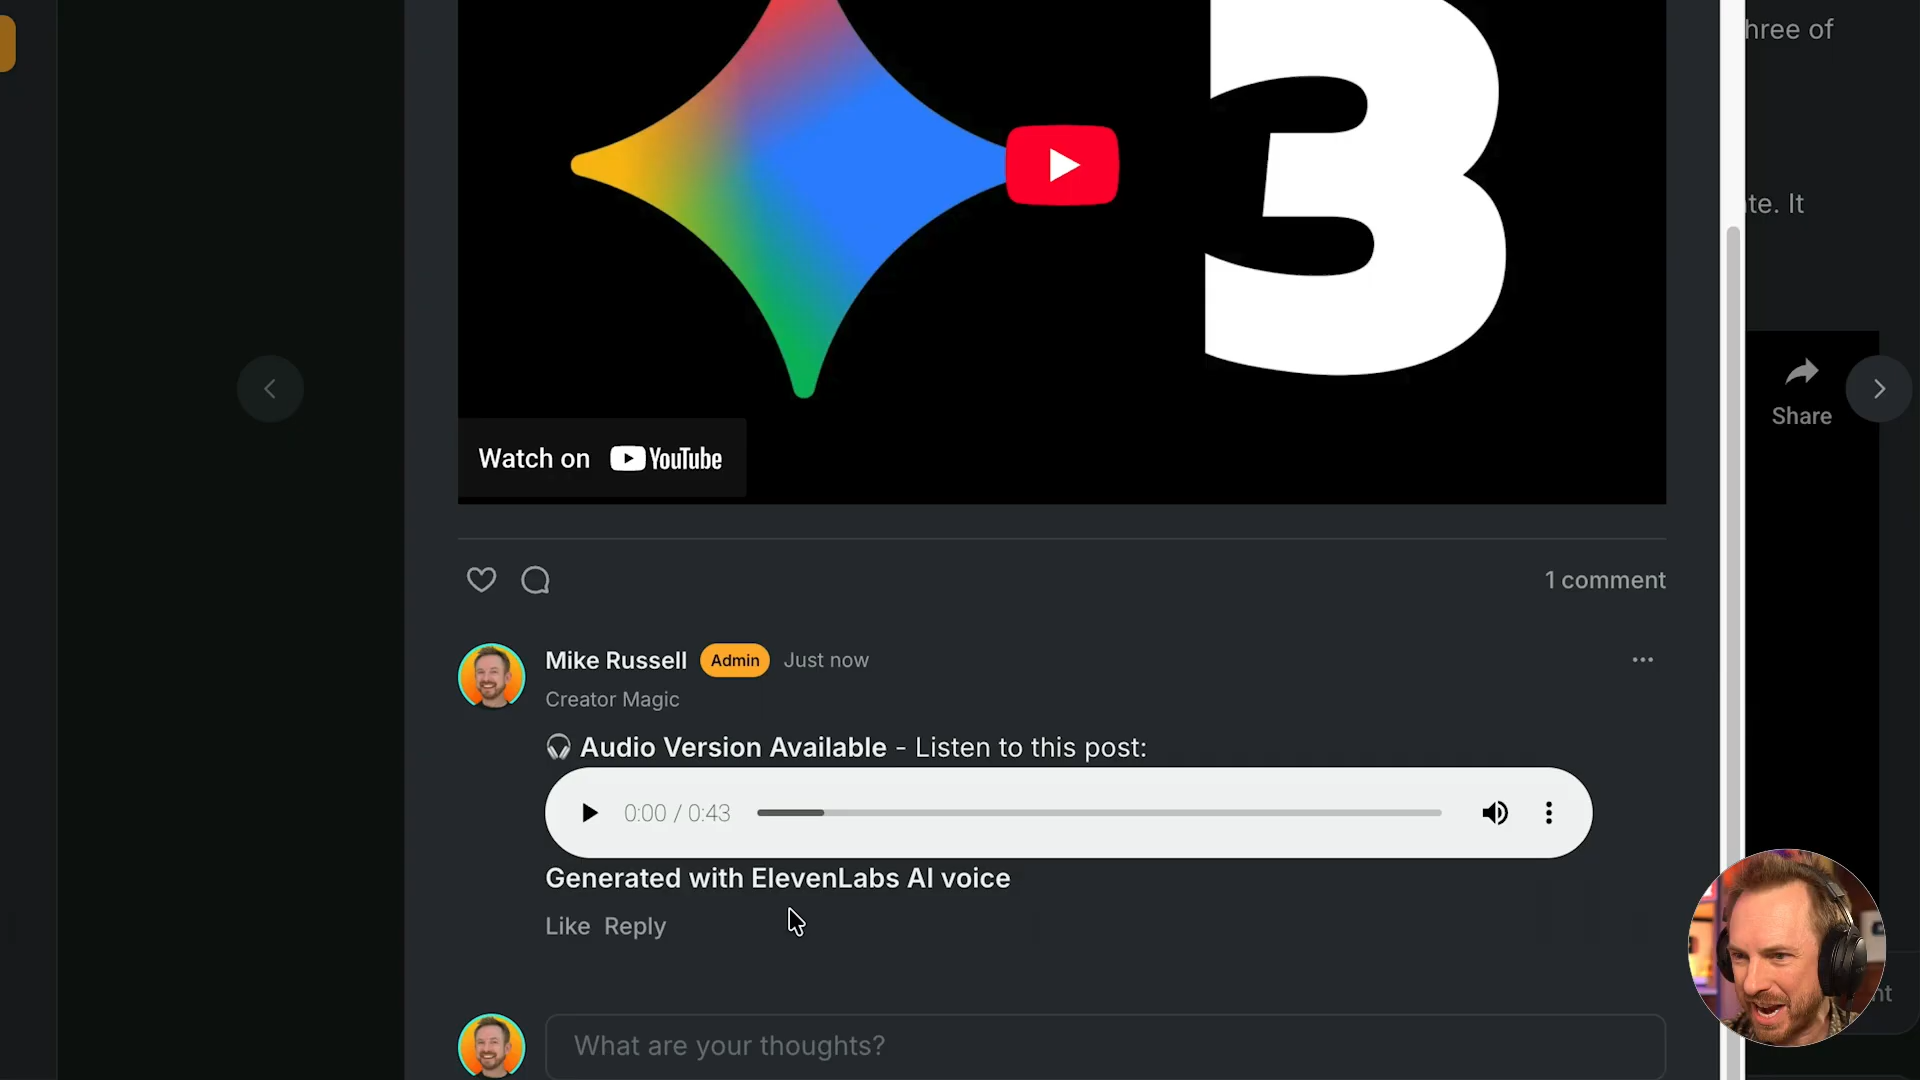 hree of
3
te. It
Share
Watch on YouTube
1 comment
Mike Russell Admin Just now
Creator Magic
Audio Version Available - Listen to this post:
0:00 / 0:43
Generated with ElevenLabs AI voice
Like Reply
nt
What are your thoughts?